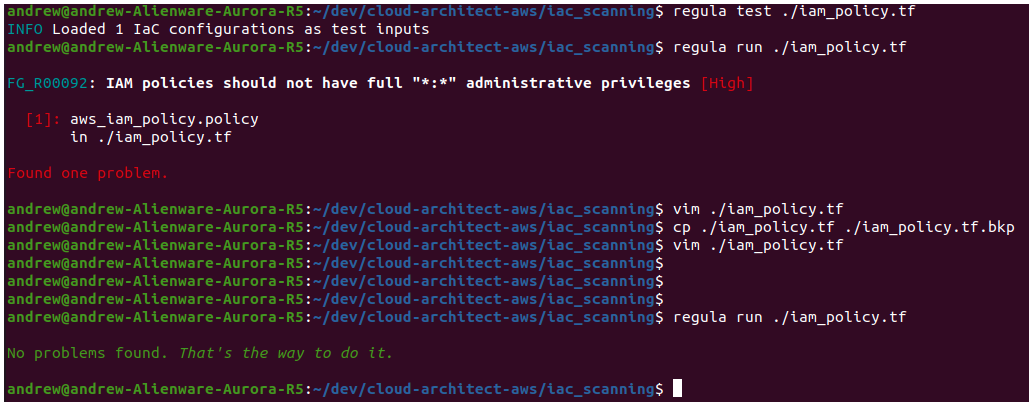 andrew@andrew-Alienware-Aurora-R5:~/dev/cloud-architect-aws/iac_scanning$ regula test ./iam_policy.tf
INFO Loaded 1 IaC configurations as test inputs
andrew@andrew-Alienware-Aurora-R5:~/dev/cloud-architect-aws/iac_scanning$ regula run ./iam_policy.tf
FG_R00092: IAM policies should not have full "*:*" administrative privileges [High]
[1]: aws_iam_policy.policy
in ./iam_policy.tf
Found one problem.
andrew@andrew-Alienware-Aurora-R5:~/dev/cloud-architect-aws/iac_scanning$ vim ./iam_policy.tf
andrew@andrew-Alienware-Aurora-R5:~/dev/cloud-architect-aws/iac_scanning$ cp ./iam_policy.tf ./iam_policy.tf.bkp
andrew@andrew-Alienware-Aurora-R5:~/dev/cloud-architect-aws/iac_scanning$ vim ./iam_policy.tf
andrew@andrew-Alienware-Aurora-R5:~/dev/cloud-architect-aws/iac_scanning$
andrew@andrew-Alienware-Aurora-R5:~/dev/cloud-architect-aws/iac_scanning$
andrew@andrew-Alienware-Aurora-R5:~/dev/cloud-architect-aws/iac_scanning$
andrew@andrew-Alienware-Aurora-R5:~/dev/cloud-architect-aws/iac_scanning$ regula run ./iam_policy.tf
No problems found. That's the way to do it.
andrew@andrew-Alienware-Aurora-R5:~/dev/cloud-architect-aws/iac_scanning$